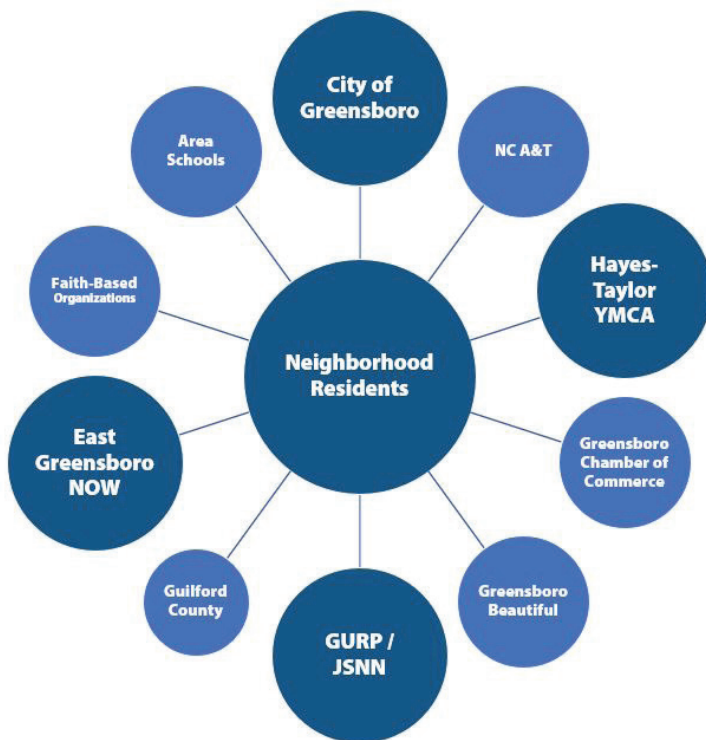 City of
Greensboro
Area
Schools
NC A&T
Faith-Based
Organizations
Hayes-
Taylor
YMCA
Neighborhood
Residents
East
Greensboro
NOW
Greensboro
Chamber of
Commerce
Guilford
County
Greensboro
Beautiful
GURP /
JSNN